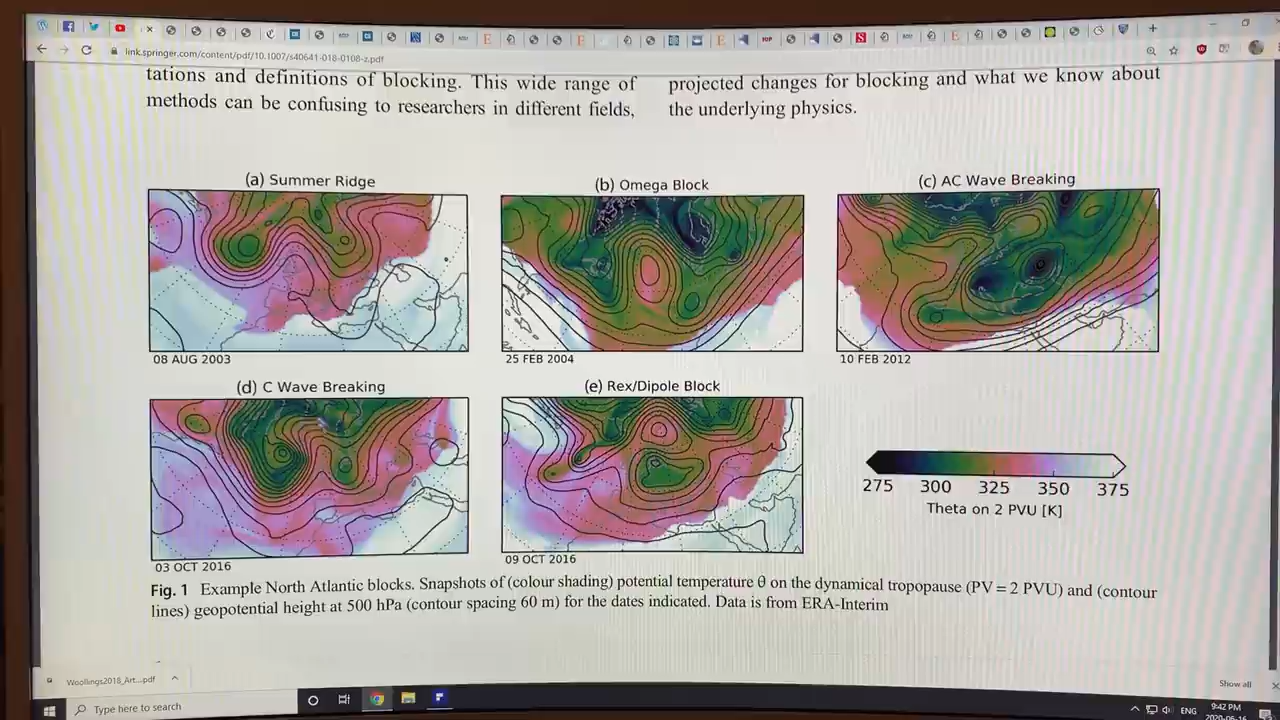 link.springer.com/content/pdf/10.1007/s40641-018-0108-z.pdf
tations and definitions of blocking. This wide range of
methods can be confusing to researchers in different fields,
projected changes for blocking and what we know about
the underlying physics.
(a) Summer Ridge
(b) Omega Block
(c) AC Wave Breaking
08 AUG 2003
25 FEB 2004
10 FEB 2012
(d) C Wave Breaking
(e) Rex/Dipole Block
275 300 325 350 375
Theta on 2 PVU [K]
03 OCT 2016
09 OCT 2016
Fig. 1 Example North Atlantic blocks. Snapshots of (colour shading) potential temperature θ on the dynamical tropopause (PV = 2 PVU) and (contour
lines) geopotential height at 500 hPa (contour spacing 60 m) for the dates indicated. Data is from ERA-Interim
Woollings2018_Art...pdf
Show all
Type here to search
ENG
9:42 PM
2020-06-16